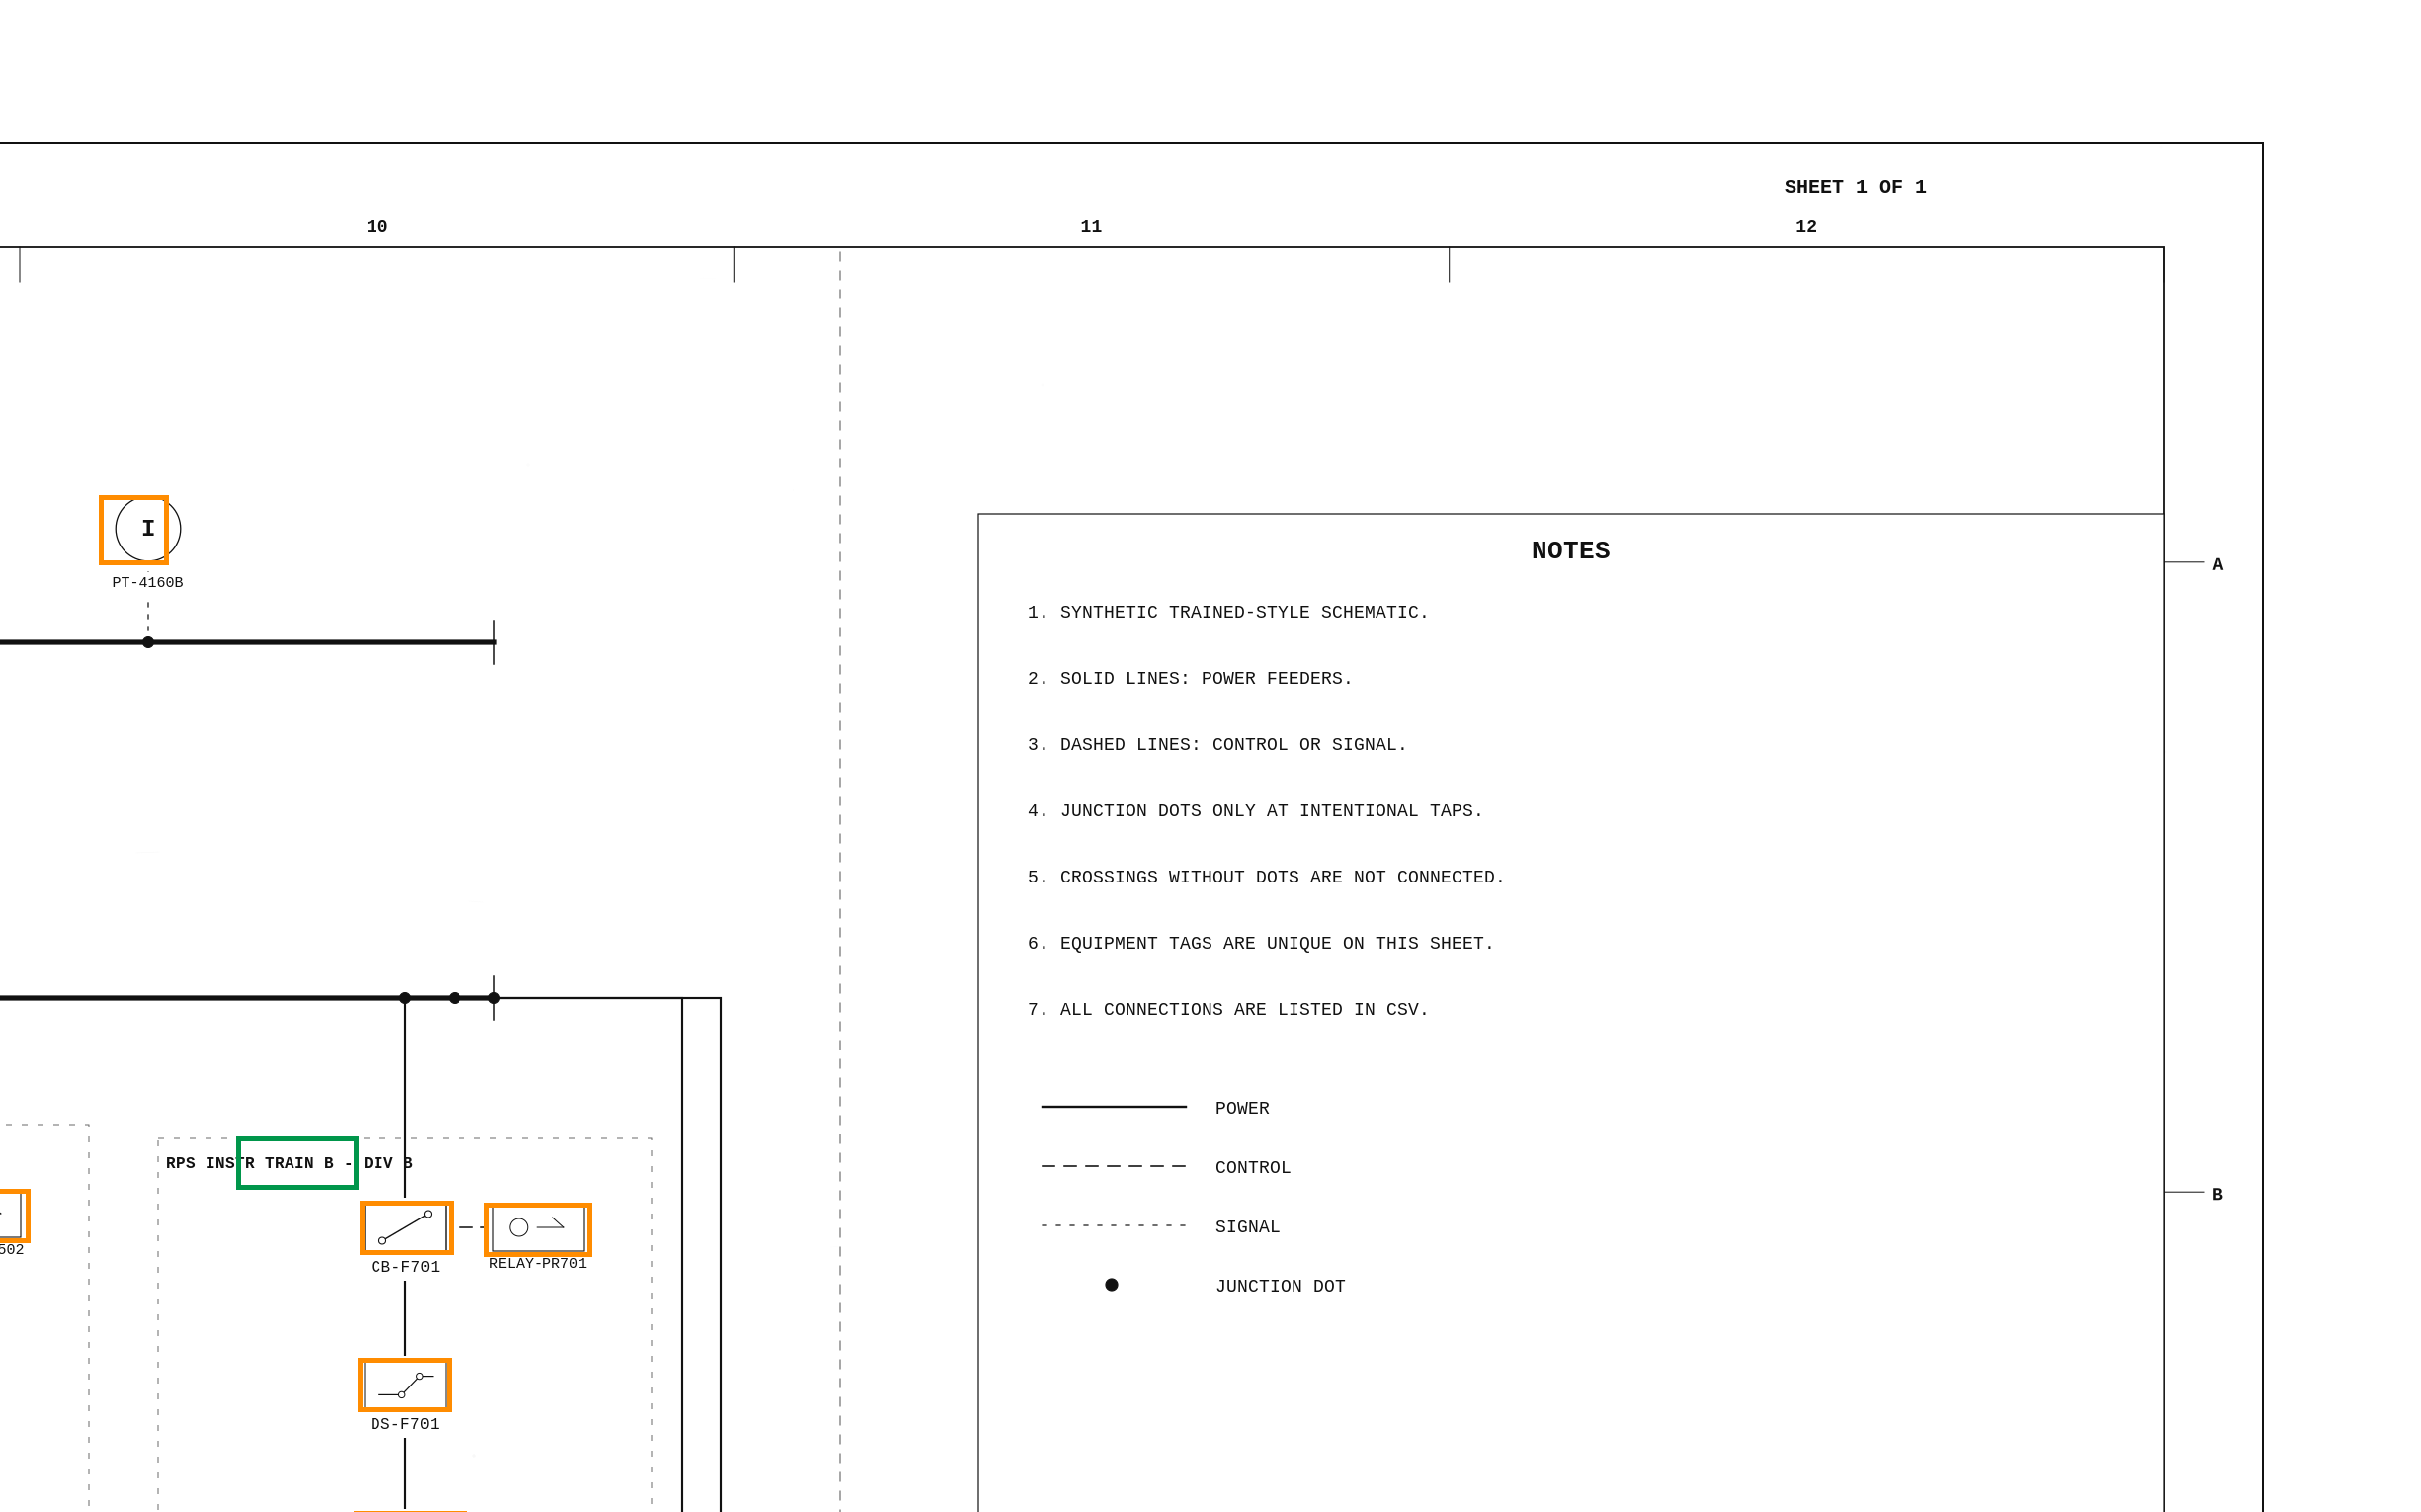 SHEET 1 OF 1
10
11
12
I
PT-4160B
NOTES
A
1. SYNTHETIC TRAINED-STYLE SCHEMATIC.
2. SOLID LINES: POWER FEEDERS.
3. DASHED LINES: CONTROL OR SIGNAL.
4. JUNCTION DOTS ONLY AT INTENTIONAL TAPS.
5. CROSSINGS WITHOUT DOTS ARE NOT CONNECTED.
6. EQUIPMENT TAGS ARE UNIQUE ON THIS SHEET.
7. ALL CONNECTIONS ARE LISTED IN CSV.
POWER
CONTROL
SIGNAL
JUNCTION DOT
B
RPS INSTR TRAIN B - DIV B
502
CB-F701
RELAY-PR701
DS-F701